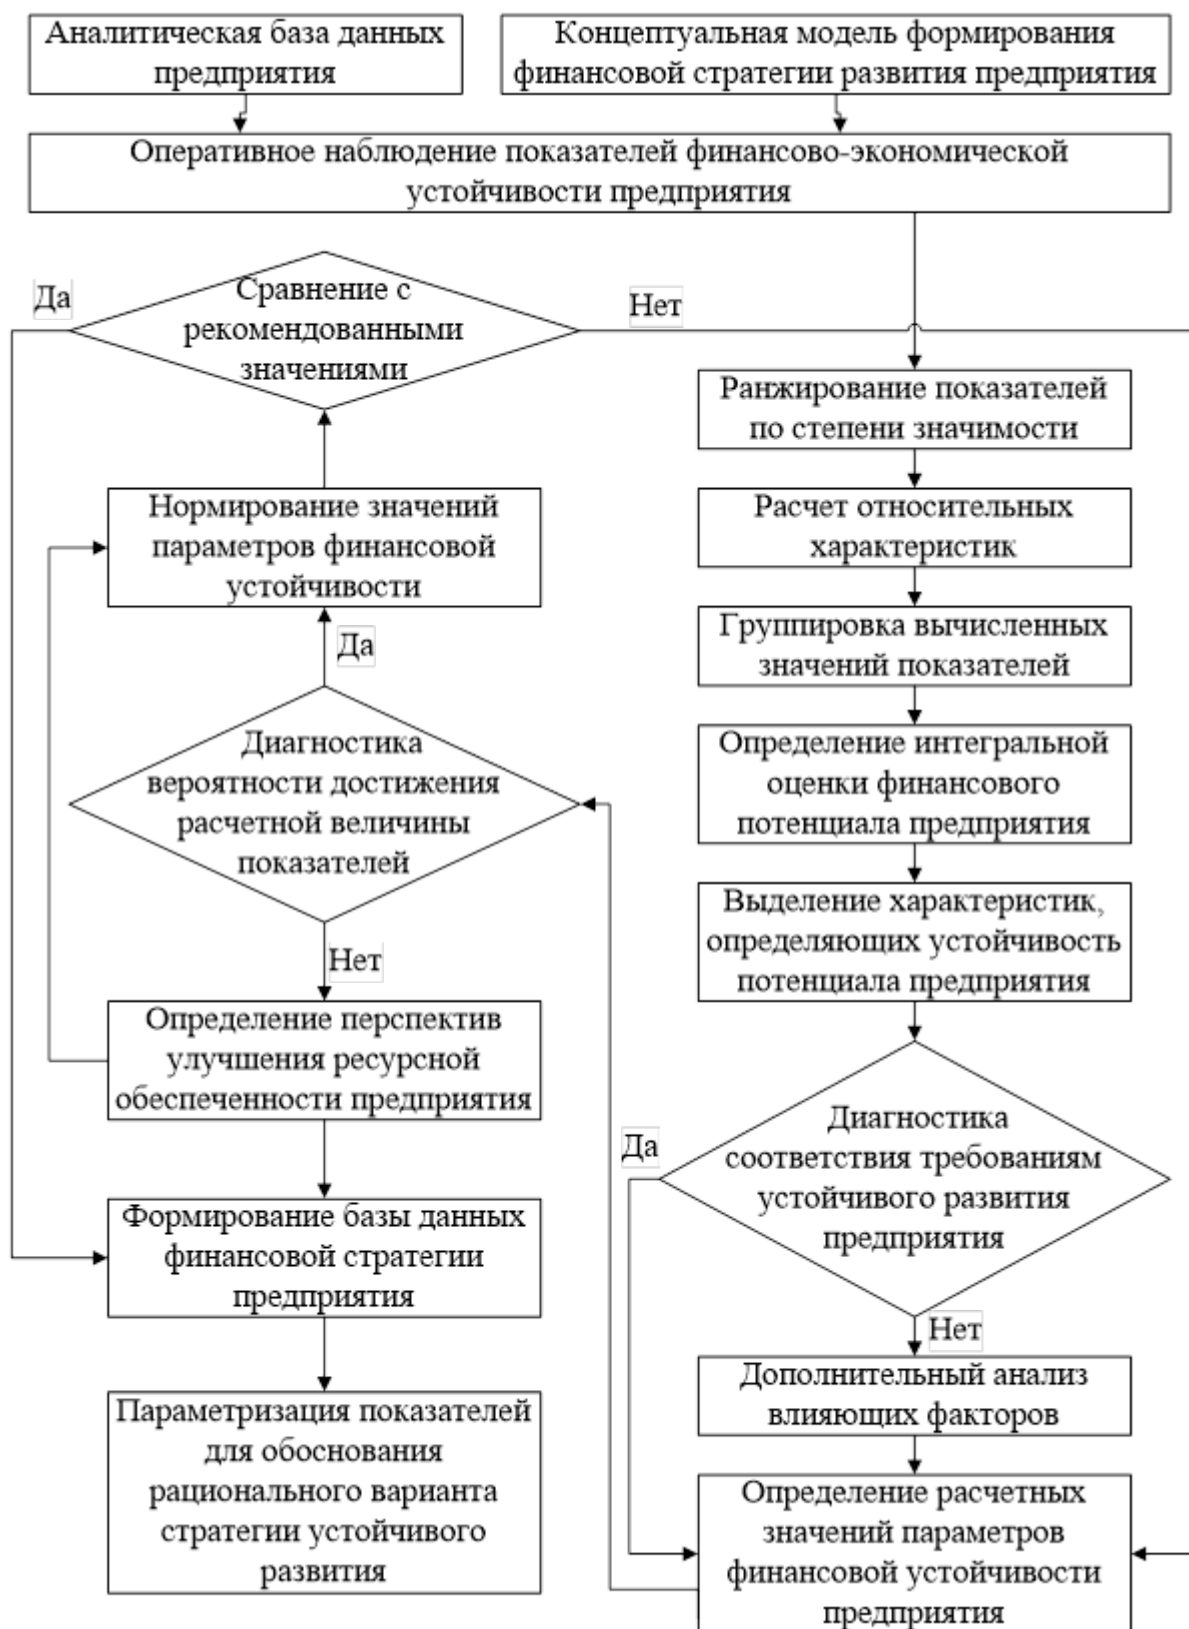 Аналитическая база данных
предприятия
Концептуальная модель формирования
финансовой стратегии развития предприятия
Оперативное наблюдение показателей финансово-экономической
устойчивости предприятия
Да
Сравнение с
рекомендованными
значениями
Нет
Ранжирование показателей
по степени значимости
Расчет относительных
характеристик
Группировка вычисленных
значений показателей
Определение интегральной
оценки финансового
потенциала предприятия
Выделение характеристик,
определяющих устойчивость
потенциала предприятия
Диагностика
соответствия требованиям
устойчивого развития
предприятия
Да
Нет
Дополнительный анализ
влияющих факторов
Определение расчетных
значений параметров
финансовой устойчивости
предприятия
Нормирование значений
параметров финансовой
устойчивости
Да
Диагностика
вероятности достижения
расчетной величины
показателей
Нет
Определение перспектив
улучшения ресурсной
обеспеченности предприятия
Формирование базы данных
финансовой стратегии
предприятия
Параметризация показателей
для обоснования
рационального варианта
стратегии устойчивого
развития